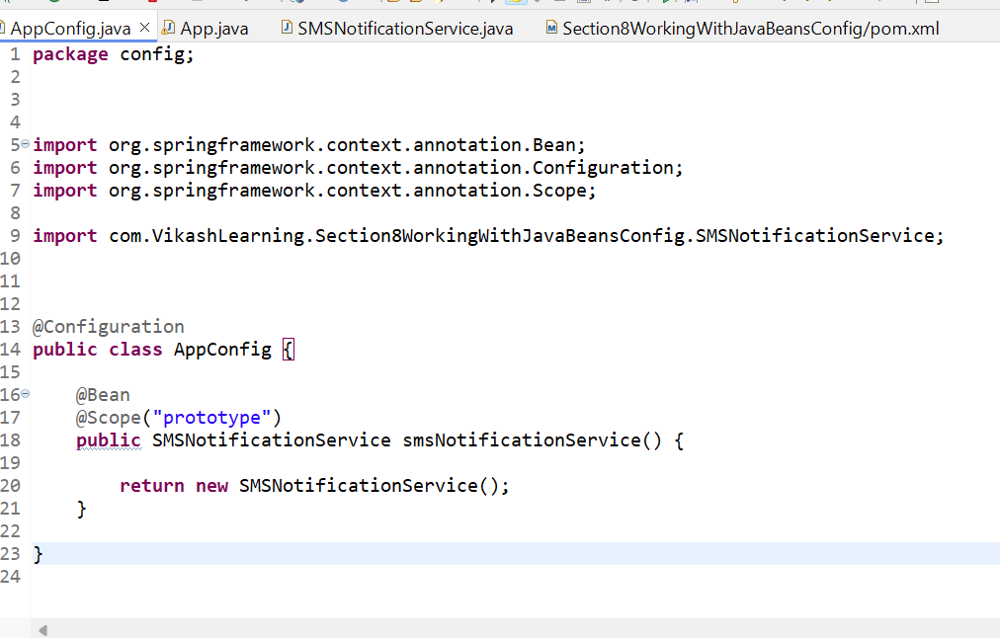 AppConfig.java
App.java
SMSNotificationService.java
Section8WorkingWithJavaBeansConfig/pom.xml
1 package config;
2
3
4
5 import org.springframework.context.annotation.Bean;
6 import org.springframework.context.annotation.Configuration;
7 import org.springframework.context.annotation.Scope;
8
9 import com.VikashLearning.Section8WorkingWithJavaBeansConfig.SMSNotificationService;
10
11
12
13 @Configuration
14 public class AppConfig {
15
16 @Bean
17 @Scope("prototype")
18 public SMSNotificationService smsNotificationService() {
19
20 return new SMSNotificationService();
21 }
22
23 }
24